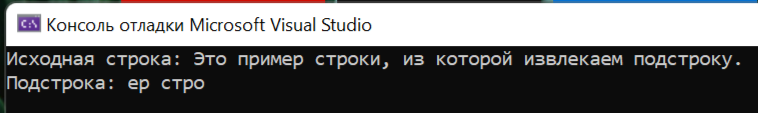 C:\ Консоль отладки Microsoft Visual Studio
Исходная строка: Это пример строки, из которой извлекаем подстроку.
Подстрока: ер стро